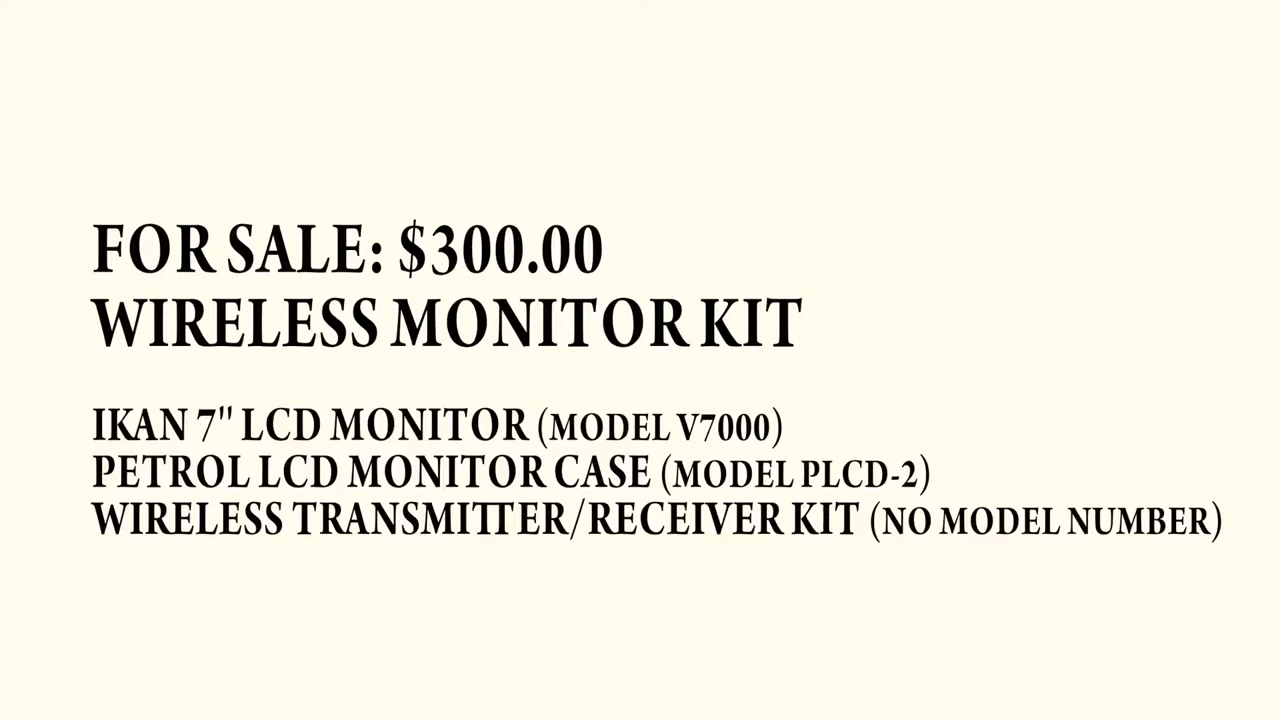 FOR SALE: $300.00
WIRELESS MONITOR KIT
IKAN 7" LCD MONITOR (MODEL V7000)
PETROL LCD MONITOR CASE (MODEL PLCD-2)
WIRELESS TRANSMITTER/RECEIVER KIT (NO MODEL NUMBER)